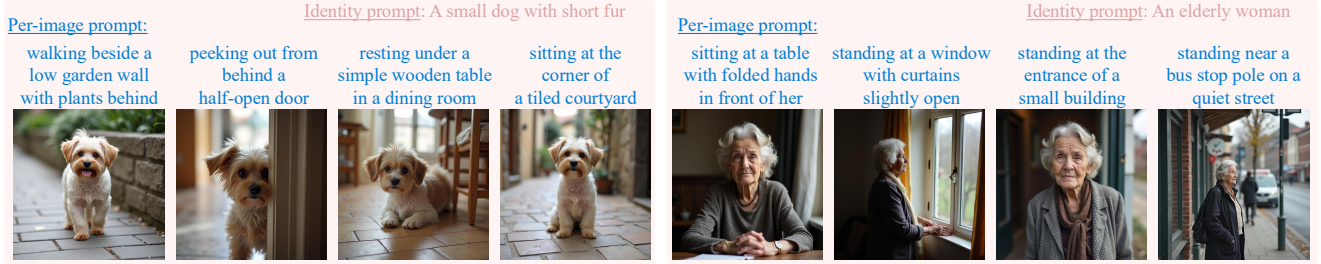 Identity prompt: A small dog with short fur
Per-image prompt:
walking beside a
low garden wall
with plants behind
peeking out from
behind a
half-open door
resting under a
simple wooden table
in a dining room
sitting at the
corner of
a tiled courtyard
Identity prompt: An elderly woman
Per-image prompt:
sitting at a table
with folded hands
in front of her
standing at a window
with curtains
slightly open
standing at the
entrance of a
small building
standing near a
bus stop pole on a
quiet street